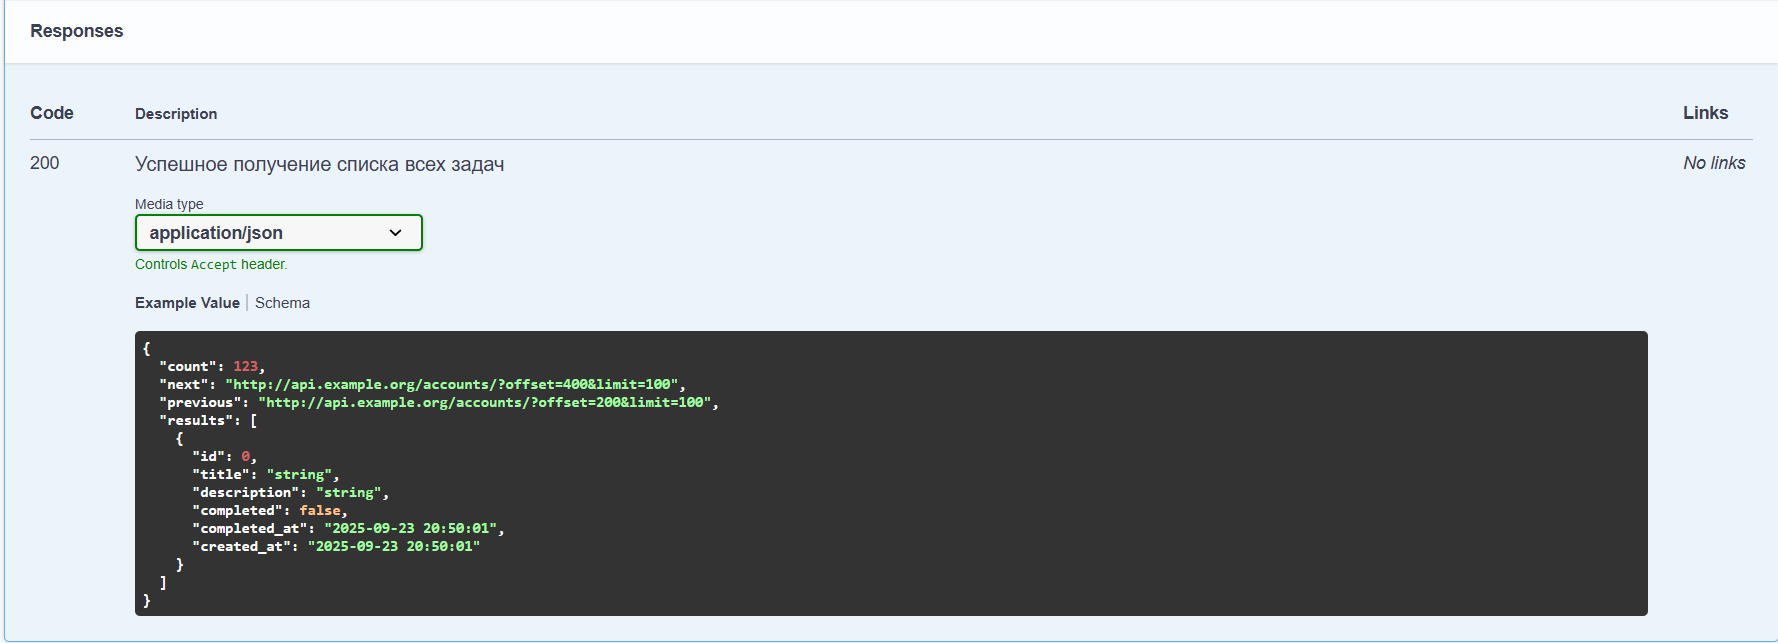 Responses
Code Description Links
200 Успешное получение списка всех задач No links
Media type
application/json
Controls Accept header.
Example Value Schema
{
  "count": 123,
  "next": "http://api.example.org/accounts/?offset=400&limit=100",
  "previous": "http://api.example.org/accounts/?offset=200&limit=100",
  "results": [
    {
      "id": 0,
      "title": "string",
      "description": "string",
      "completed": false,
      "completed_at": "2025-09-23 20:50:01",
      "created_at": "2025-09-23 20:50:01"
    }
  ]
}